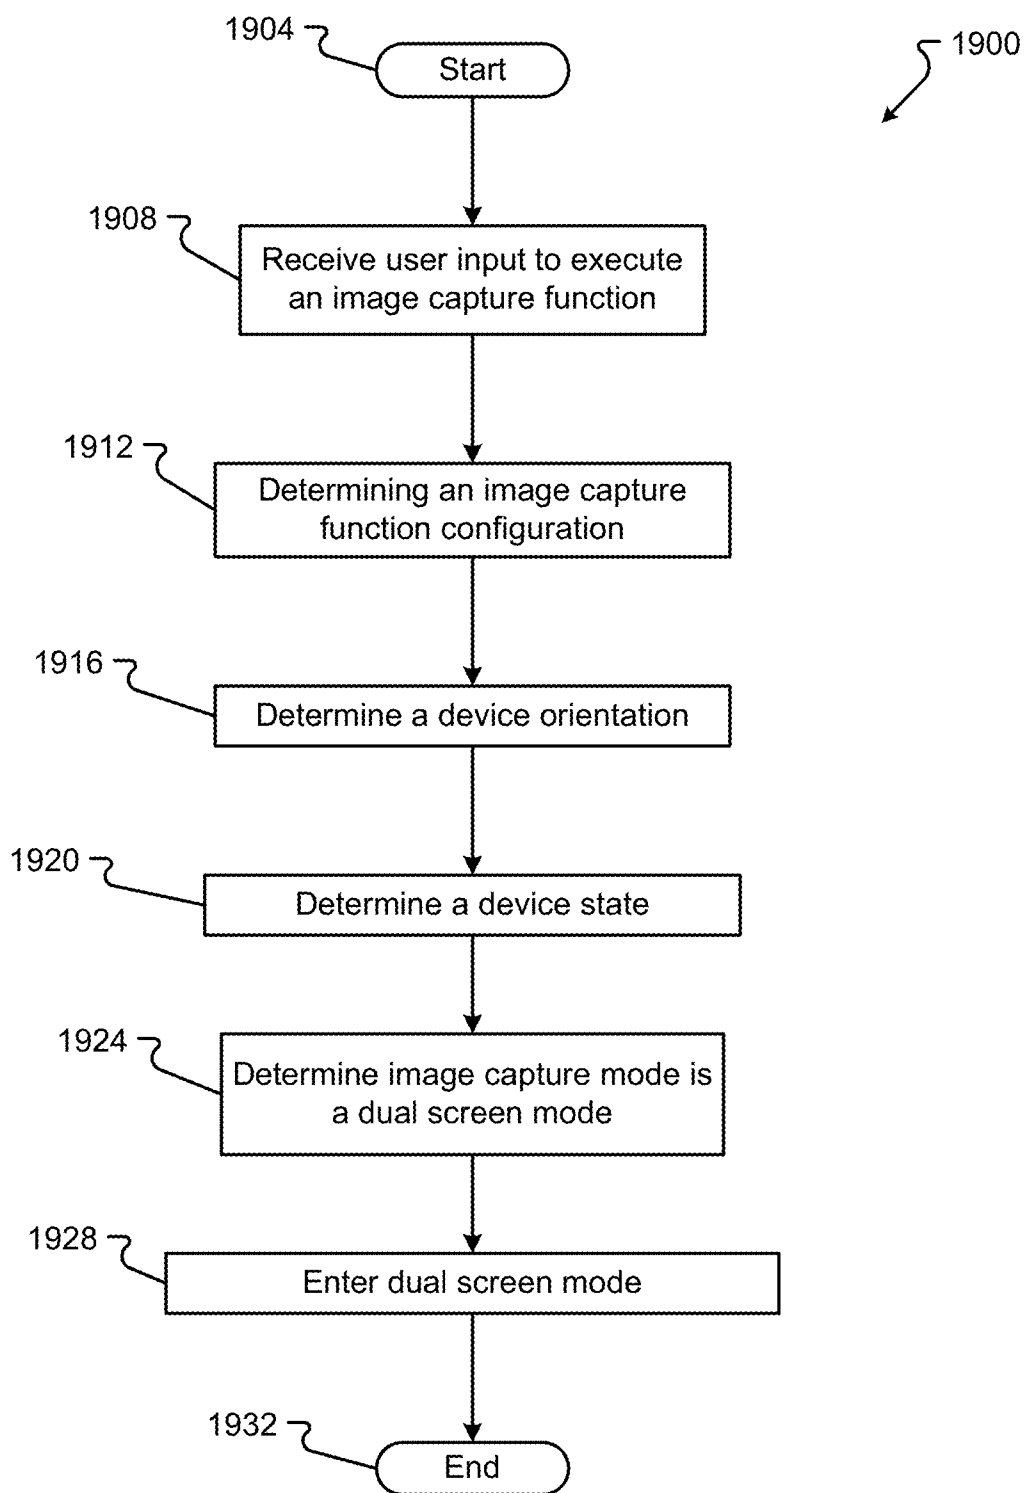 1904
Start
1900
1908
Receive user input to execute
an image capture function
1912
Determining an image capture
function configuration
1916
Determine a device orientation
1920
Determine a device state
1924
Determine image capture mode is
a dual screen mode
1928
Enter dual screen mode
1932
End